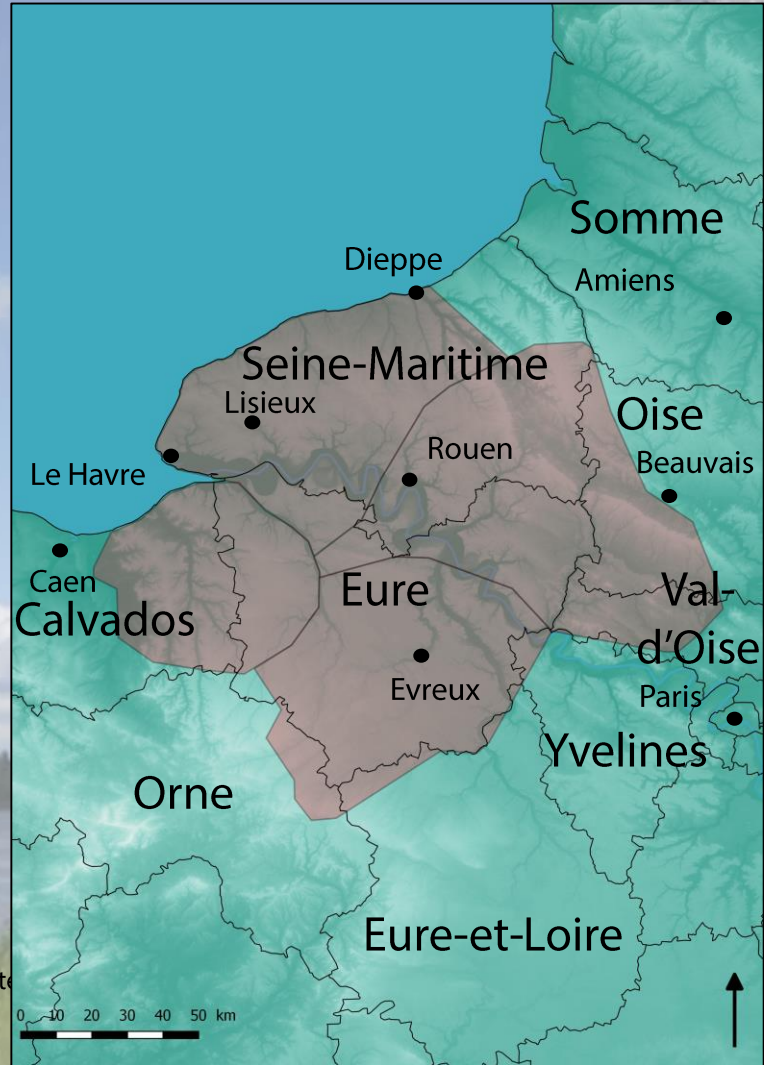 Somme
Dieppe
Amiens
Seine-Maritime
Lisieux
Oise
Rouen
Beauvais
Le Havre
Caen
Eure
Val-
d'Oise
Calvados
Evreux
Paris
Yvelines
Orne
Eure-et-Loire
0 10 20 30 40 50 km